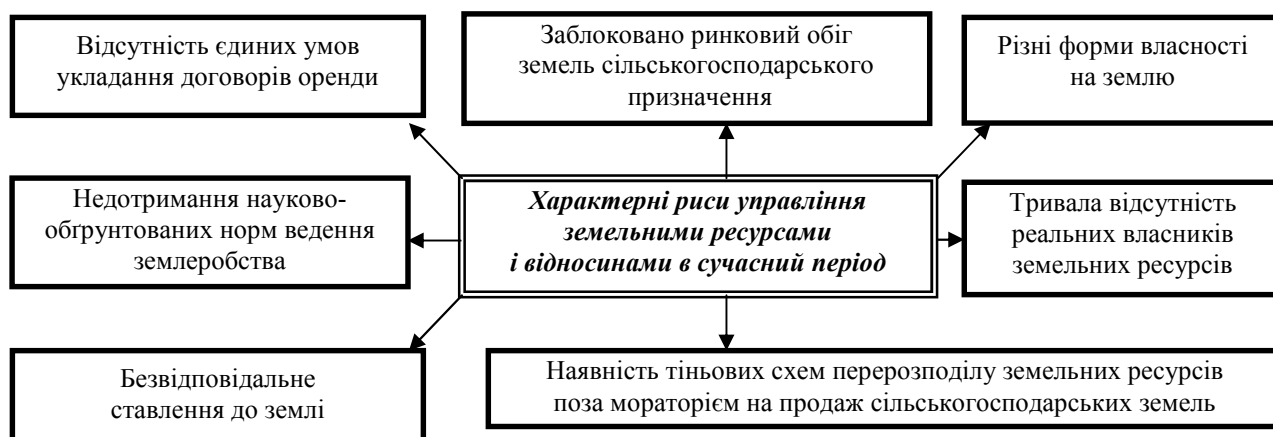 Відсутність єдиних умов
укладання договорів оренди
Заблоковано ринковий обіг
земель сільськогосподарського
призначення
Різні форми власності
на землю
Недотримання науково-
обґрунтованих норм ведення
землеробства
Характерні риси управління
земельними ресурсами
і відносинами в сучасний період
Тривала відсутність
реальних власників
земельних ресурсів
Безвідповідальне
ставлення до землі
Наявність тіньових схем перерозподілу земельних ресурсів
поза мораторієм на продаж сільськогосподарських земель